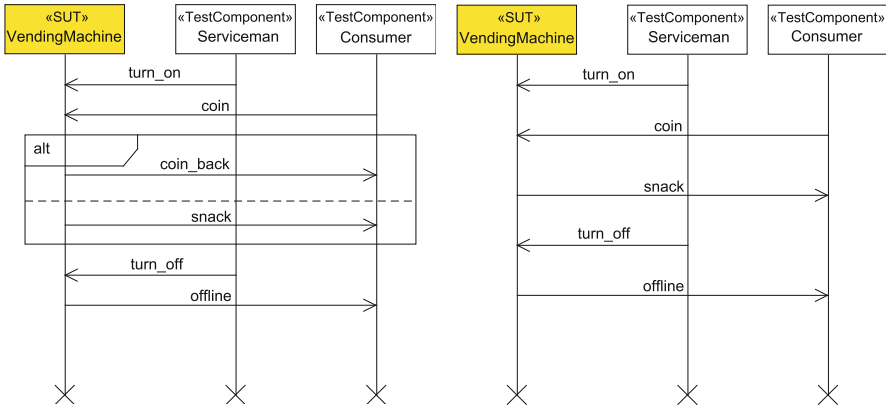 «SUT»
VendingMachine
«TestComponent»
Serviceman
«TestComponent»
Consumer
turn_on
coin
alt
coin_back
snack
turn_off
offline
«SUT»
VendingMachine
«TestComponent»
Serviceman
«TestComponent»
Consumer
turn_on
coin
snack
turn_off
offline